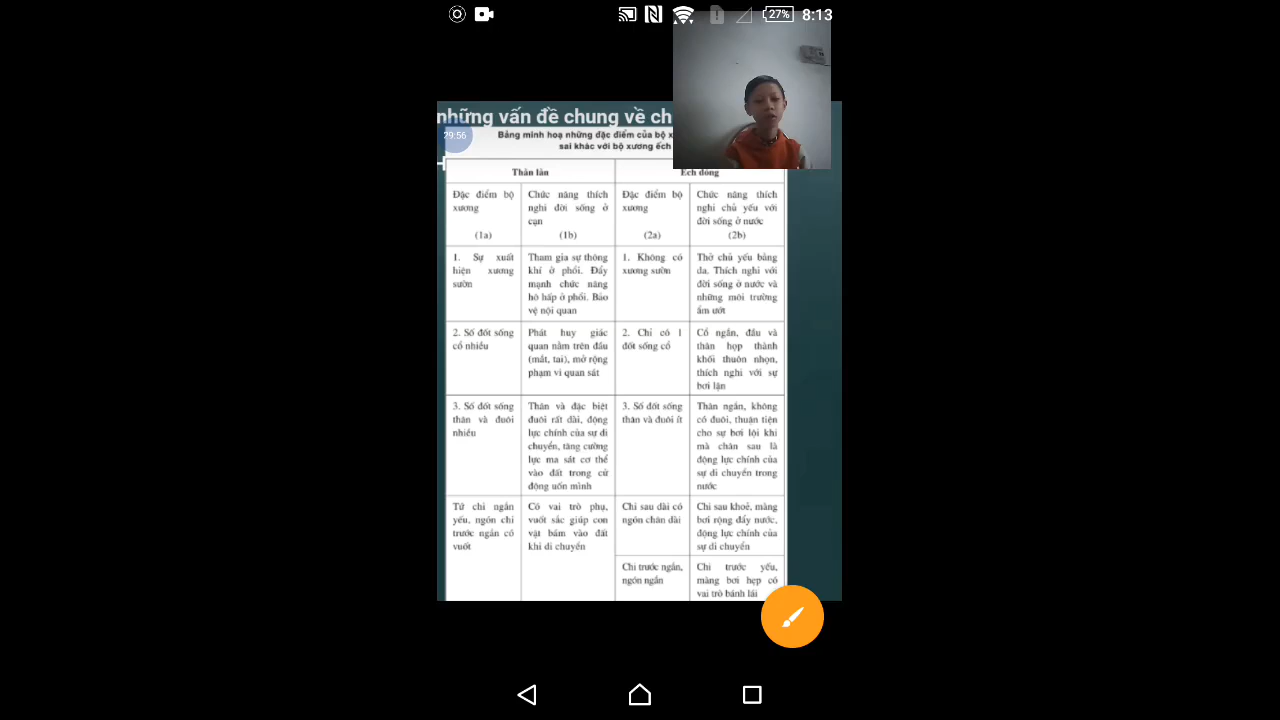 27%
8:13
những vấn đề chung về ch
29:56
Bảng minh hoạ những đặc điểm của bộ x
sai khác với bộ xương ếch
Thằn lằn
Ếch đồng
Đặc điểm bộ
xương
(1a)
Chức năng thích
nghi đời sống ở
cạn
(1b)
Đặc điểm bộ
xương
(2a)
Chức năng thích
nghi chủ yếu với
đời sống ở nước
(2b)
1. Sự xuất
hiện xương
sườn
Tham gia sự thông
khí ở phổi. Đẩy
mạnh chức năng
hô hấp ở phổi. Bảo
vệ nội quan
1. Không có
xương sườn
Thở chủ yếu bằng
da. Thích nghi với
đời sống ở nước và
những môi trường
ẩm ướt
2. Số đốt sống
cổ nhiều
Phát huy giác
quan nằm trên đầu
(mắt, tai), mở rộng
phạm vi quan sát
2. Chỉ có 1
đốt sống cổ
Cổ ngắn, đầu và
thân họp thành
khối thuôn nhọn,
thích nghi với sự
bơi lặn
3. Số đốt sống
thân và đuôi
nhiều
Thân và đặc biệt
đuôi rất dài, động
lực chính của sự di
chuyển, tăng cường
lực ma sát cơ thể
vào đất trong cử
động uốn mình
3. Số đốt sống
thân và đuôi ít
Thân ngắn, không
có đuôi, thuận tiện
cho sự bơi lội khi
mà chân sau là
động lực chính của
sự di chuyển trong
nước
Tứ chi ngắn
yếu, ngón chi
trước ngắn có
vuốt
Có vai trò phụ,
vuốt sắc giúp con
vật bám vào đất
khi di chuyển
Chi sau dài có
ngón chân dài
Chi sau khoẻ, màng
bơi rộng đẩy nước,
động lực chính của
sự di chuyển
Chi trước ngắn,
ngón ngắn
Chi trước yếu,
màng bơi hẹp có
vai trò bánh lái